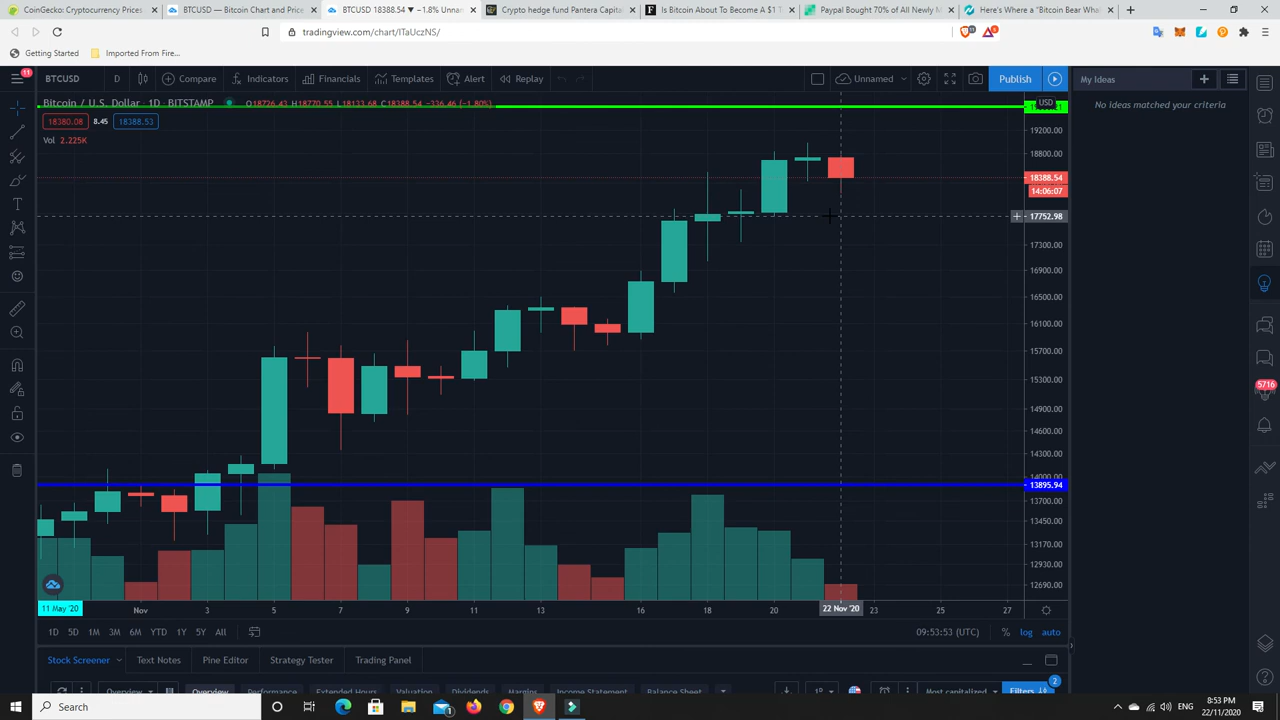 CoinGecko: Cryptocurrency Prices
BTCUSD — Bitcoin Chart and Price
BTCUSD 18388.54 ▼ −1.8% Unnam
Crypto hedge fund Pantera Capital
Is Bitcoin About To Become A $1 T
Paypal Bought 70% of All Newly M
Here's Where a "Bitcoin Bear Wha
tradingview.com/chart/ITaUczNS/
Getting Started
Imported From Fire...
11
BTCUSD
D
Compare
Indicators
Financials
Templates
Alert
Replay
Unnamed
Publish
My Ideas
Bitcoin / U.S. Dollar · 1D · BITSTAMP
O18726.43 H18770.55 L18133.68 C18388.54 −336.46 (−1.80%)
USD
No ideas matched your criteria
18380.08
8.45
18388.53
Vol 2.225K
19200.00
18800.00
18388.54
14:06:07
17752.98
17300.00
16900.00
16500.00
16100.00
15700.00
15300.00
14900.00
14600.00
14300.00
14000.00
13895.94
13700.00
13450.00
13170.00
12930.00
12690.00
5716
11 May '20
Nov
3
5
7
9
11
13
16
18
20
22 Nov '20
23
25
27
1D
5D
1M
3M
6M
YTD
1Y
5Y
All
09:53:53 (UTC)
%
log
auto
Stock Screener
Text Notes
Pine Editor
Strategy Tester
Trading Panel
Overview
Overview
Performance
Extended Hours
Valuation
Dividends
Margins
Income Statement
Balance Sheet
Most capitalized
Filters
2
Search
ENG
8:53 PM
22/11/2020